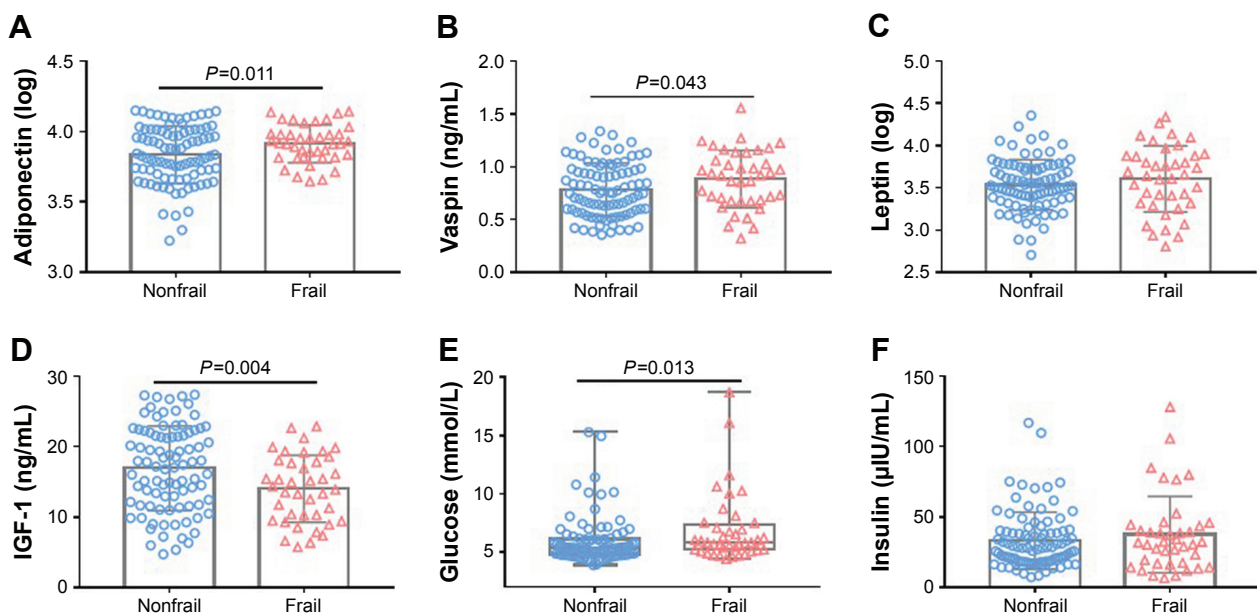 A
Adiponectin (log)
4.5
4.0
3.5
3.0
P=0.011
Nonfrail
Frail
B
Vaspin (ng/mL)
2.0
1.5
1.0
0.5
0.0
P=0.043
Nonfrail
Frail
C
Leptin (log)
5.0
4.5
4.0
3.5
3.0
2.5
Nonfrail
Frail
D
IGF-1 (ng/mL)
30
20
10
0
P=0.004
Nonfrail
Frail
E
Glucose (mmol/L)
20
15
10
5
P=0.013
Nonfrail
Frail
F
Insulin (µIU/mL)
150
100
50
0
Nonfrail
Frail